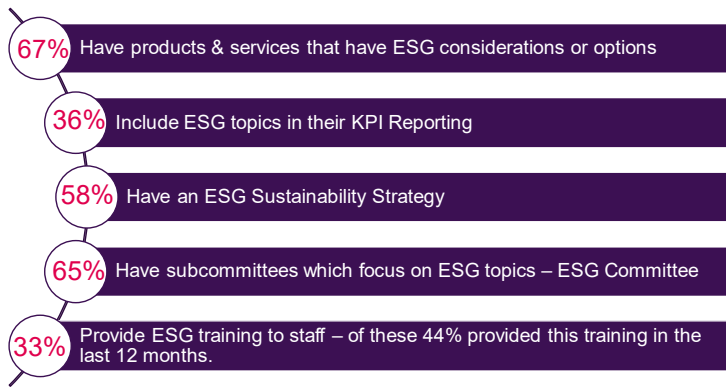 67% Have products & services that have ESG considerations or options
36% Include ESG topics in their KPI Reporting
58% Have an ESG Sustainability Strategy
65% Have subcommittees which focus on ESG topics – ESG Committee
33% Provide ESG training to staff – of these 44% provided this training in the
last 12 months.